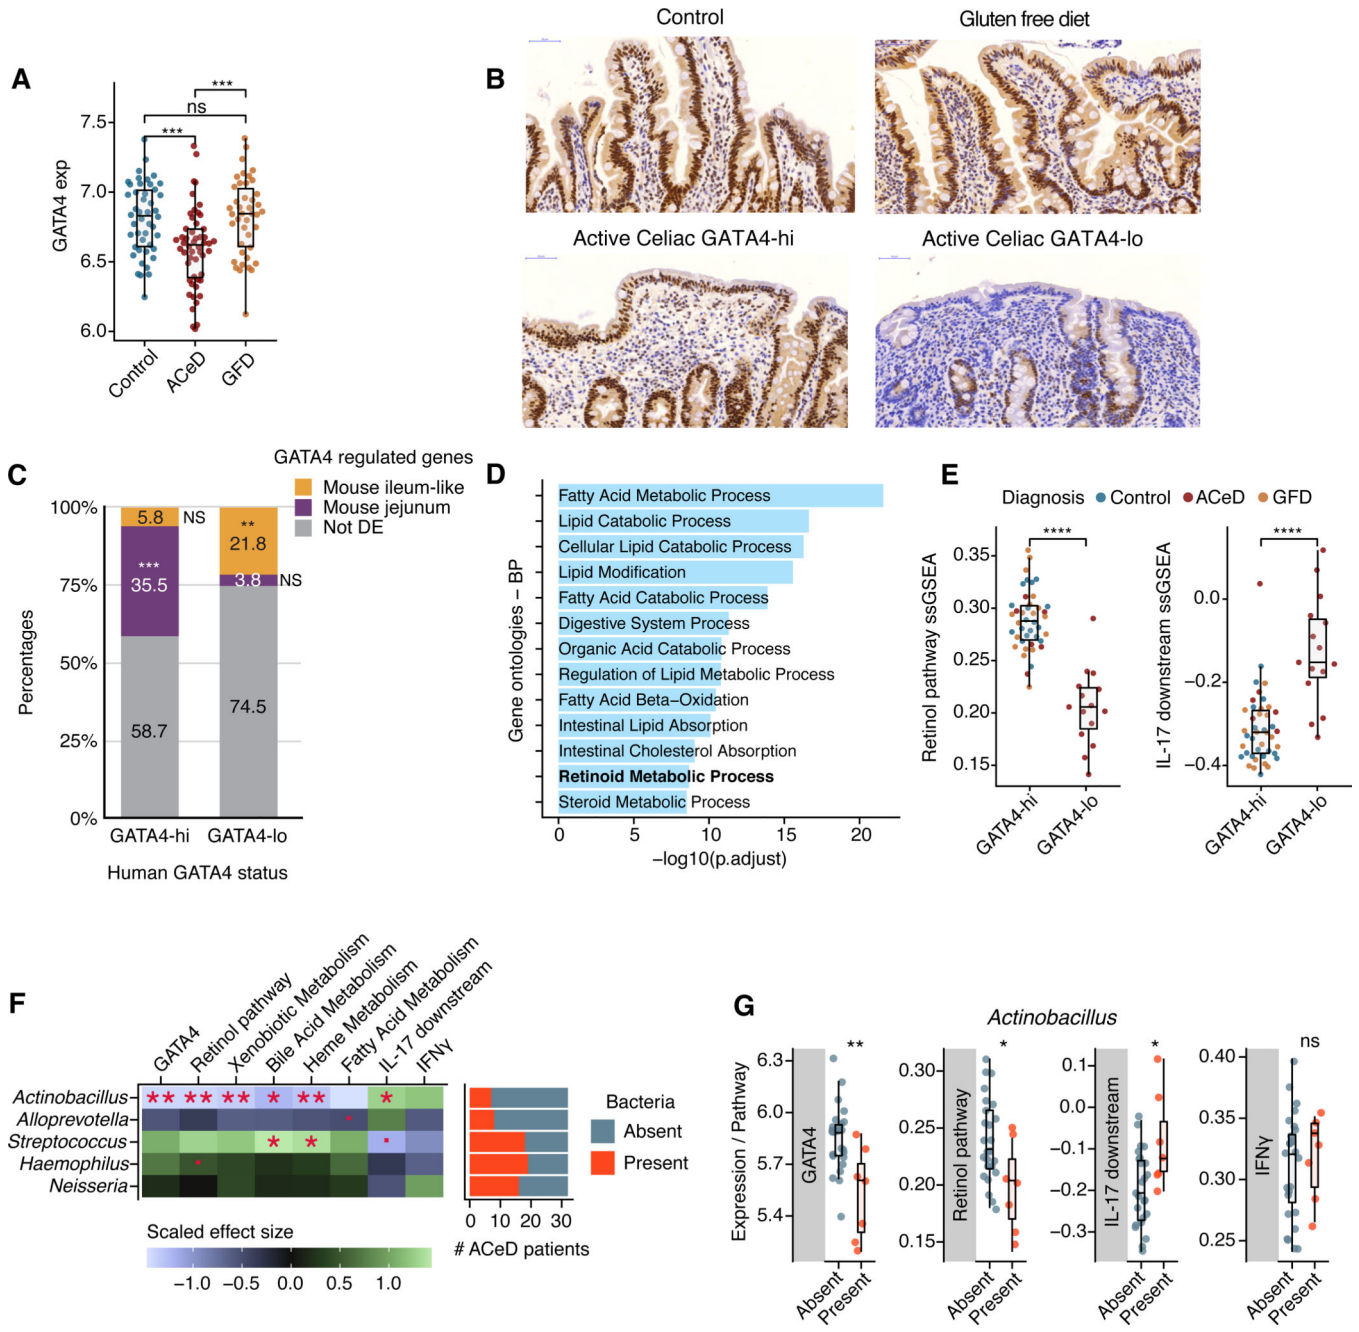 A
GATA4 exp
7.5
7.0
6.5
6.0
***
ns
***
Control
ACeD
GFD
B
Control
Gluten free diet
Active Celiac GATA4-hi
Active Celiac GATA4-lo
C
GATA4 regulated genes
Mouse ileum-like
Mouse jejunum
Not DE
Percentages
100%
75%
50%
25%
0%
5.8
NS
***
35.5
58.7
**
21.8
3.8
NS
74.5
GATA4-hi
GATA4-lo
Human GATA4 status
D
Gene ontologies – BP
Fatty Acid Metabolic Process
Lipid Catabolic Process
Cellular Lipid Catabolic Process
Lipid Modification
Fatty Acid Catabolic Process
Digestive System Process
Organic Acid Catabolic Process
Regulation of Lipid Metabolic Process
Fatty Acid Beta−Oxidation
Intestinal Lipid Absorption
Intestinal Cholesterol Absorption
Retinoid Metabolic Process
Steroid Metabolic Process
0 5 10 15 20
−log10(p.adjust)
E
Diagnosis Control ACeD GFD
Retinol pathway ssGSEA
0.35
0.30
0.25
0.20
0.15
****
GATA4-hi
GATA4-lo
IL-17 downstream ssGSEA
0.0
−0.2
−0.4
****
GATA4-hi
GATA4-lo
F
GATA4
Retinol pathway
Xenobiotic Metabolism
Bile Acid Metabolism
Heme Metabolism
Fatty Acid Metabolism
IL-17 downstream
IFNγ
Actinobacillus
** ** ** * ** *
Alloprevotella
Streptococcus
* *
Haemophilus
Neisseria
Scaled effect size
−1.0 −0.5 0.0 0.5 1.0
0 10 20 30
# ACeD patients
Bacteria
Absent
Present
G
Actinobacillus
Expression / Pathway
6.3
6.0
5.7
5.4
GATA4
**
Absent
Present
0.30
0.25
0.20
0.15
Retinol pathway
*
Absent
Present
0.1
0.0
−0.1
−0.2
−0.3
IL-17 downstream
*
Absent
Present
0.40
0.35
0.30
0.25
IFNγ
ns
Absent
Present